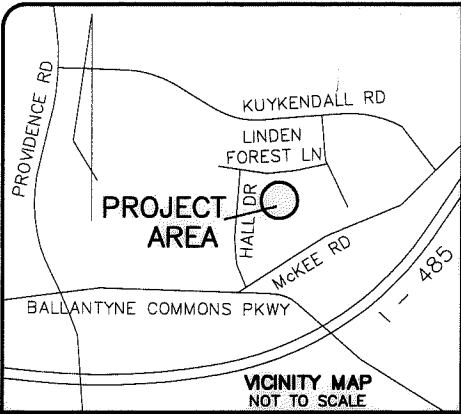 PROVIDENCE RD
KUYKENDALL RD
LINDEN
FOREST LN
PROJECT
AREA
HALL DR
McKEE RD
I - 485
BALLANTYNE COMMONS PKWY
VICINITY MAP
NOT TO SCALE